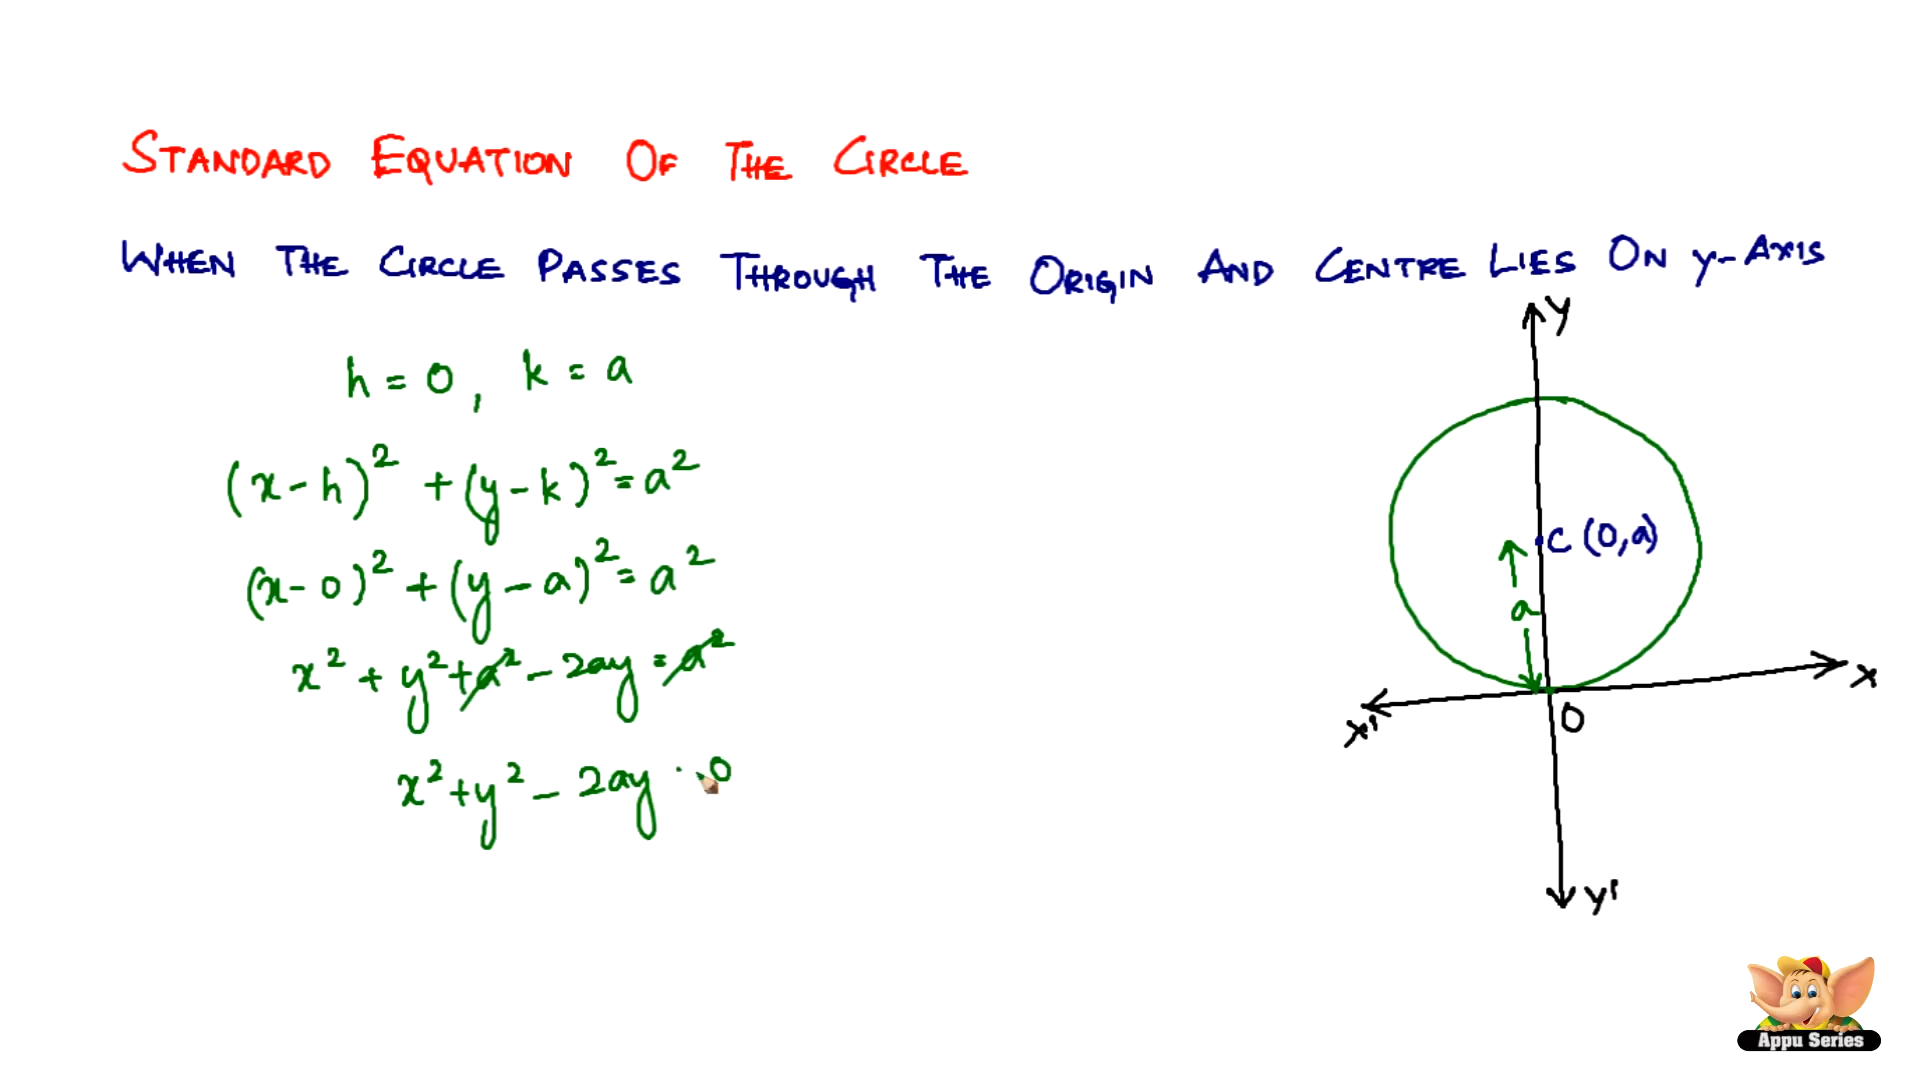 STANDARD EQUATION OF THE CIRCLE
WHEN THE CIRCLE PASSES THROUGH THE ORIGIN AND CENTRE LIES ON y-AXIS
h = 0, k = a
(x-h)² + (y-k)² = a²
(x-0)² + (y-a)² = a²
x² + y² + a² - 2ay = a²
x² + y² - 2ay · 0
y
C (0,a)
a
x
x'
O
y'
Appu Series